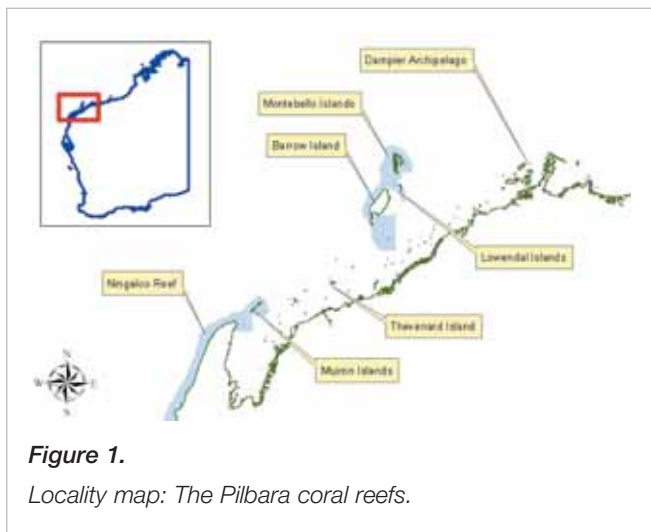 Dampier Archipelago
Montebello Islands
Barrow Island
Lowendal Islands
Ningaloo Reef
Thevenard Island
Muiron Islands
N
W E
S
Figure 1.
Locality map: The Pilbara coral reefs.